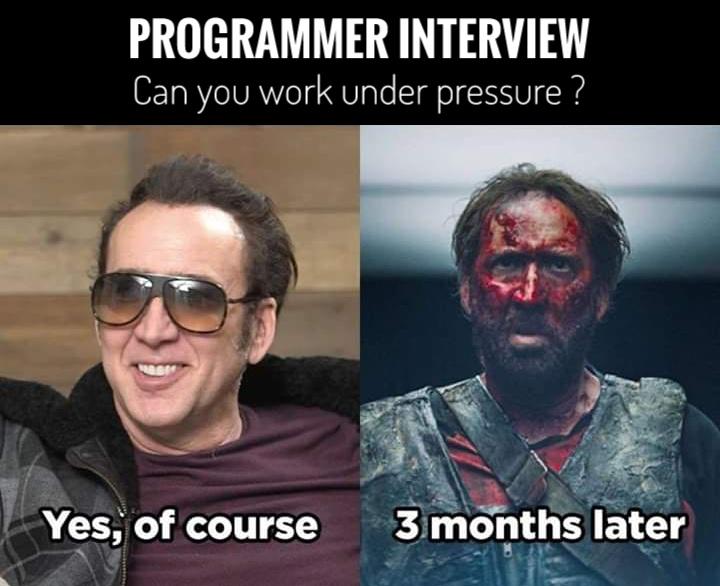 PROGRAMMER INTERVIEW
Can you work under pressure ?
Yes, of course
3 months later